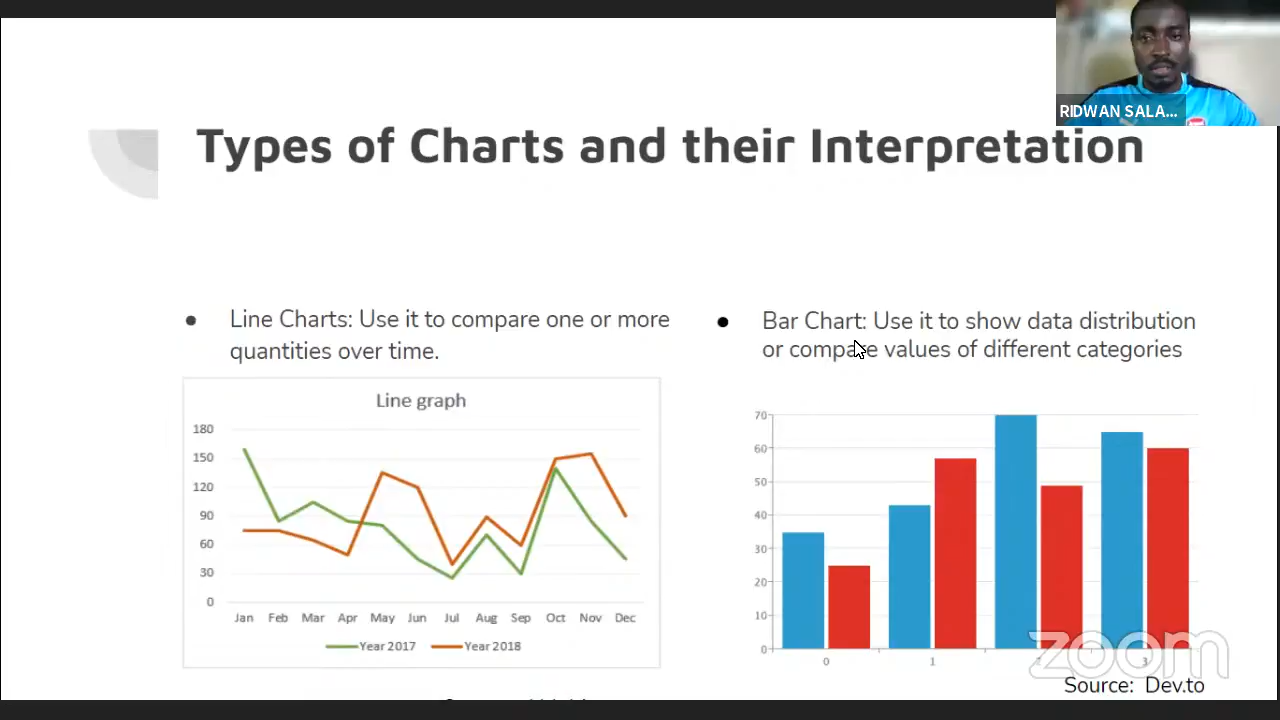 RIDWAN SALA...
Types of Charts and their Interpretation
● Line Charts: Use it to compare one or more
quantities over time.
● Bar Chart: Use it to show data distribution
or compare values of different categories
Line graph
180
150
120
90
60
30
0
Jan Feb Mar Apr May Jun Jul Aug Sep Oct Nov Dec
Year 2017 Year 2018
70
60
50
40
30
20
10
0
0 1 2 3
zoom
Source: Dev.to